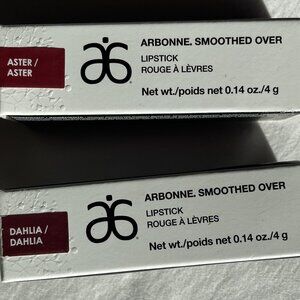 ASTER /
ASTER
ARBONNE. SMOOTHED OVER
LIPSTICK
ROUGE À LÈVRES
Net wt./poids net 0.14 oz./4 g
DAHLIA /
DAHLIA
ARBONNE. SMOOTHED OVER
LIPSTICK
ROUGE À LÈVRES
Net wt./poids net 0.14 oz./4 g